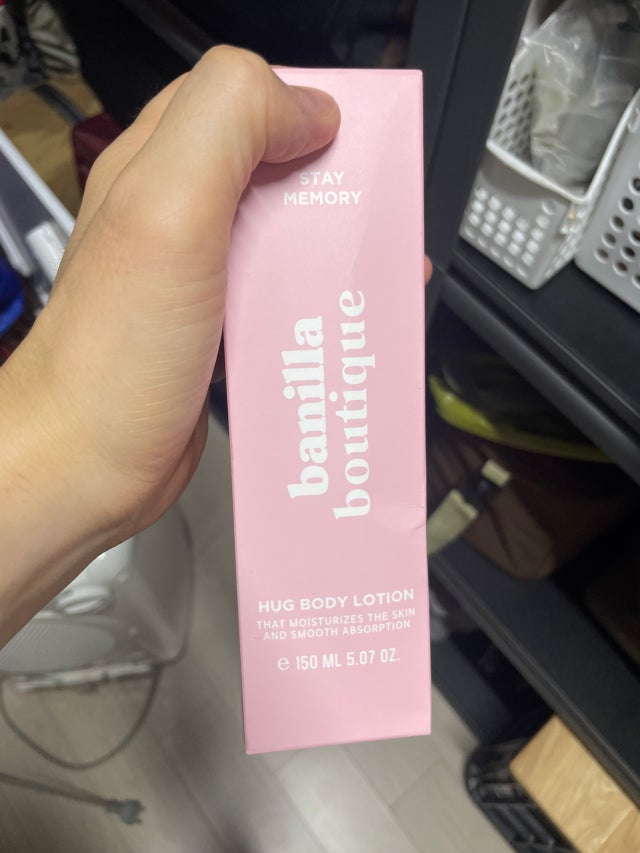 STAY
MEMORY
banilla
boutique
HUG BODY LOTION
THAT MOISTURIZES THE SKIN
AND SMOOTH ABSORPTION
℮ 150 ML 5.07 OZ.